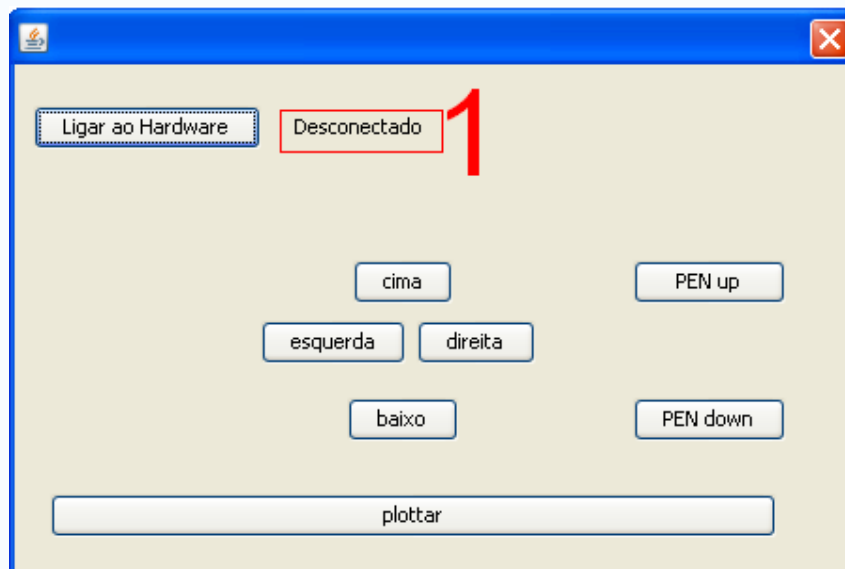 Ligar ao Hardware Desconectado 1
cima PEN up
esquerda direita
baixo PEN down
plottar